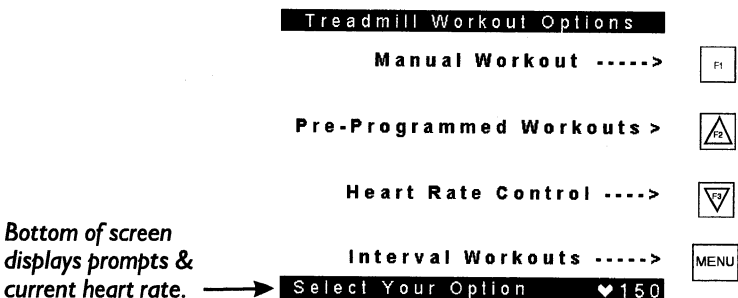 Treadmill Workout Options
Manual Workout ----->
F1
Pre-Programmed Workouts >
F2
Heart Rate Control ---->
F3
Interval Workouts ----->
MENU
Bottom of screen
displays prompts &
current heart rate.
Select Your Option ♥150